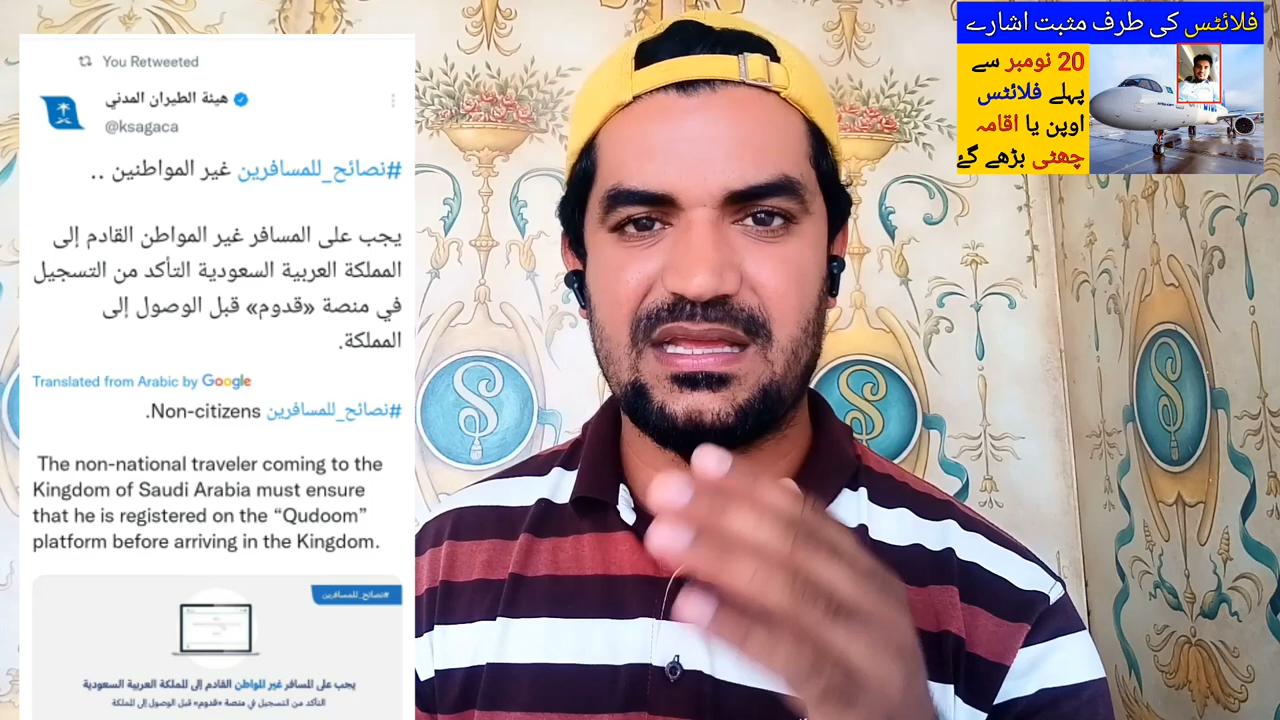 You Retweeted
هيئة الطيران المدني
@ksagaca
#نصائح_للمسافرين غير المواطنين ..
يجب على المسافر غير المواطن القادم إلى
المملكة العربية السعودية التأكد من التسجيل
في منصة «قدوم» قبل الوصول إلى
المملكة.
Translated from Arabic by Google
#نصائح_للمسافرين Non-citizens.
The non-national traveler coming to the
Kingdom of Saudi Arabia must ensure
that he is registered on the “Qudoom”
platform before arriving in the Kingdom.
#نصائح_للمسافرين
يجب على المسافر غير المواطن القادم إلى المملكة العربية السعودية
التأكد من التسجيل في منصة «قدوم» قبل الوصول إلى المملكة
فلائٹس کی طرف مثبت اشارے
20 نومبر سے
پہلے فلائٹس
اوپن یا اقامہ
چھٹی بڑھے گے